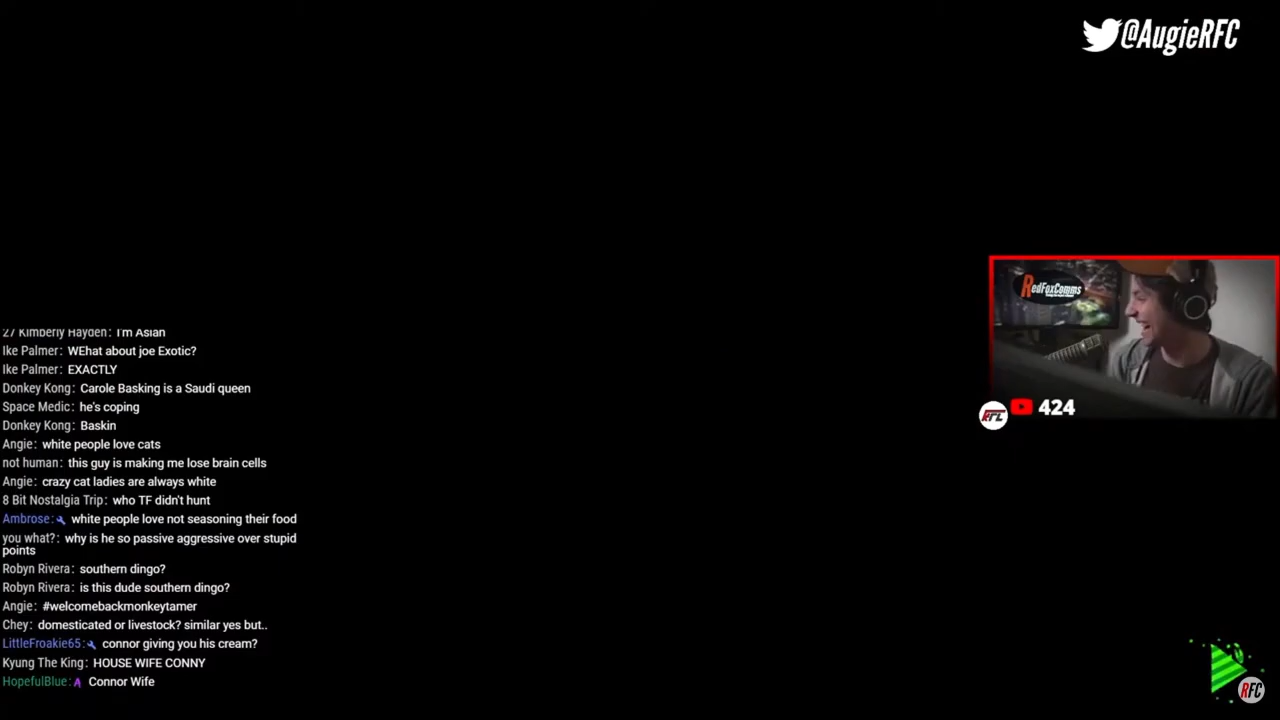 @AugieRFC
RedFoxComms
RFC
424
27 Kimberly Hayden: I'm Asian
Ike Palmer: WEhat about joe Exotic?
Ike Palmer: EXACTLY
Donkey Kong: Carole Basking is a Saudi queen
Space Medic: he's coping
Donkey Kong: Baskin
Angie: white people love cats
not human: this guy is making me lose brain cells
Angie: crazy cat ladies are always white
8 Bit Nostalgia Trip: who TF didn't hunt
Ambrose: white people love not seasoning their food
you what?: why is he so passive aggressive over stupid
points
Robyn Rivera: southern dingo?
Robyn Rivera: is this dude southern dingo?
Angie: #welcomebackmonkeytamer
Chey: domesticated or livestock? similar yes but..
LittleFroakie65: connor giving you his cream?
Kyung The King: HOUSE WIFE CONNY
HopefulBlue: Connor Wife
RFC